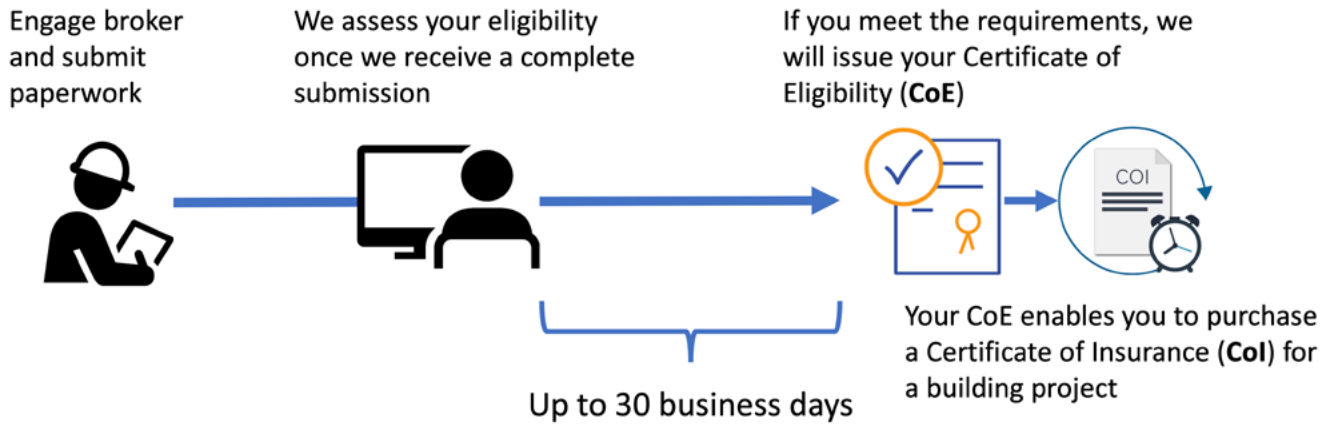 Engage broker
and submit
paperwork
We assess your eligibility
once we receive a complete
submission
If you meet the requirements, we
will issue your Certificate of
Eligibility (CoE)
COI
Up to 30 business days
Your CoE enables you to purchase
a Certificate of Insurance (CoI) for
a building project